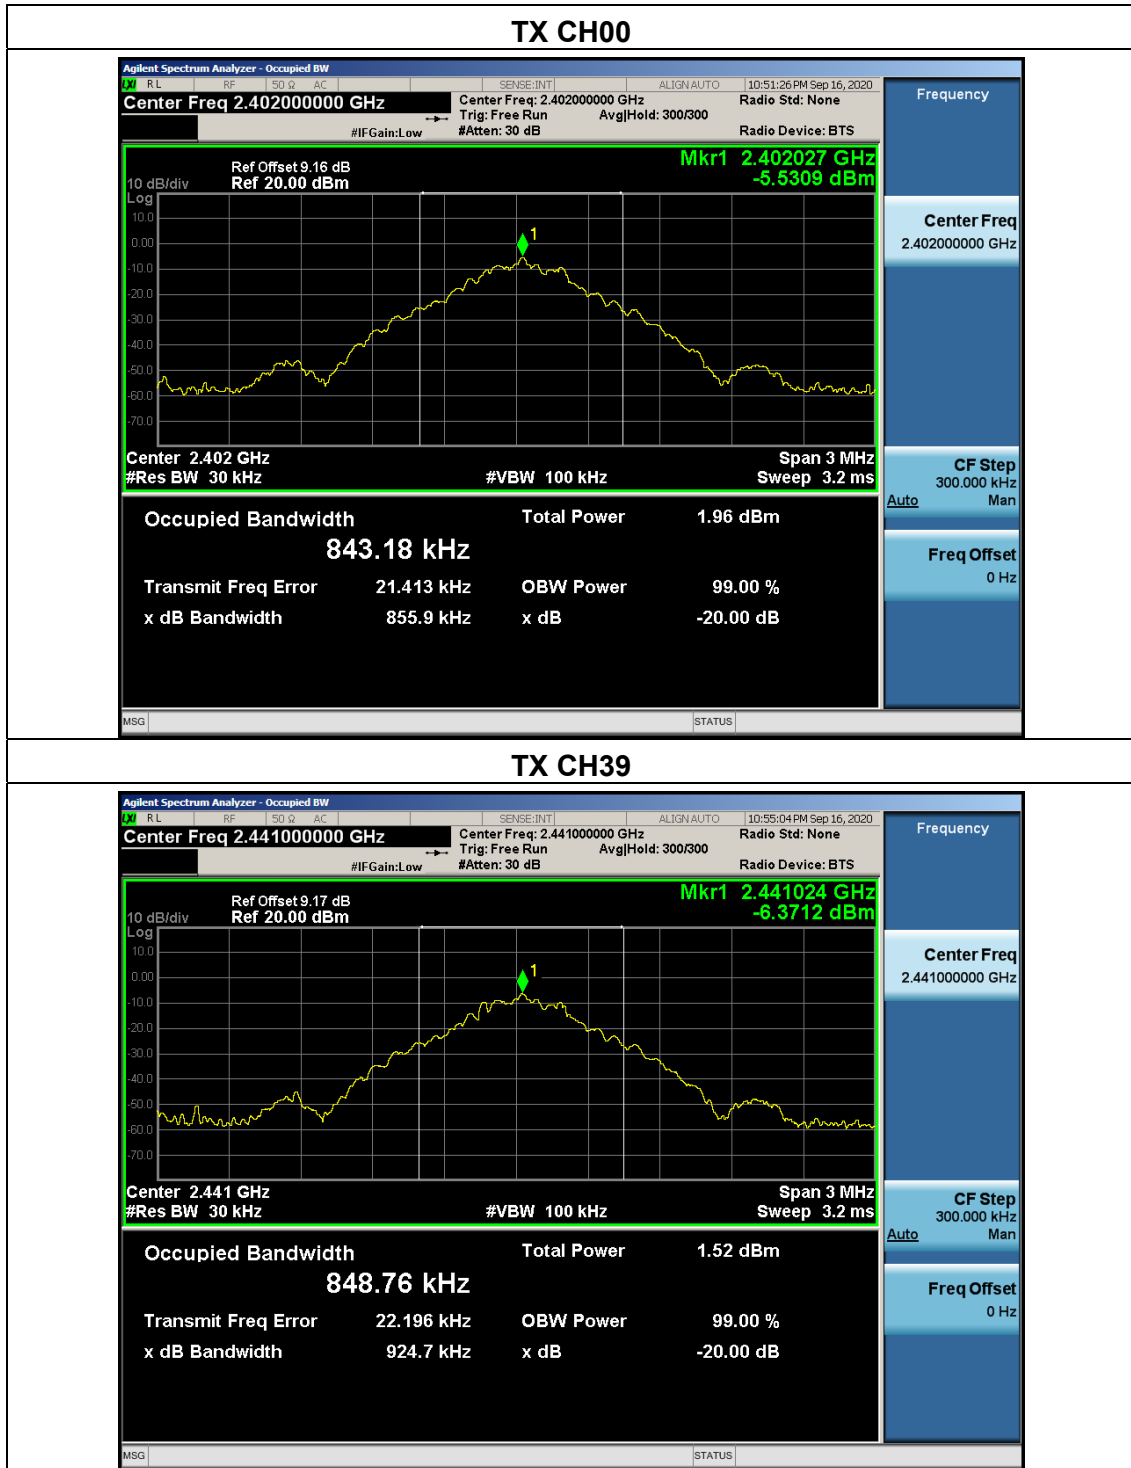 TX CH00
Agilent Spectrum Analyzer - Occupied BW
LXI RL RF 50 Ω AC SENSE:INT ALIGN AUTO 10:51:26 PM Sep 16, 2020
Center Freq 2.402000000 GHz
Center Freq: 2.402000000 GHz Radio Std: None
Trig: Free Run Avg|Hold: 300/300
#IFGain:Low #Atten: 30 dB Radio Device: BTS
Frequency
Mkr1 2.402027 GHz
-5.5309 dBm
Ref Offset 9.16 dB
10 dB/div Ref 20.00 dBm
Log
10.0
0.00
-10.0
-20.0
-30.0
-40.0
-50.0
-60.0
-70.0
1
Center 2.402 GHz Span 3 MHz
#Res BW 30 kHz #VBW 100 kHz Sweep 3.2 ms
Center Freq
2.402000000 GHz
CF Step
300.000 kHz
Auto Man
Freq Offset
0 Hz
Occupied Bandwidth Total Power 1.96 dBm
843.18 kHz
Transmit Freq Error 21.413 kHz OBW Power 99.00 %
x dB Bandwidth 855.9 kHz x dB -20.00 dB
MSG STATUS
TX CH39
Agilent Spectrum Analyzer - Occupied BW
LXI RL RF 50 Ω AC SENSE:INT ALIGN AUTO 10:55:04 PM Sep 16, 2020
Center Freq 2.441000000 GHz
Center Freq: 2.441000000 GHz Radio Std: None
Trig: Free Run Avg|Hold: 300/300
#IFGain:Low #Atten: 30 dB Radio Device: BTS
Frequency
Mkr1 2.441024 GHz
-6.3712 dBm
Ref Offset 9.17 dB
10 dB/div Ref 20.00 dBm
Log
10.0
0.00
-10.0
-20.0
-30.0
-40.0
-50.0
-60.0
-70.0
1
Center 2.441 GHz Span 3 MHz
#Res BW 30 kHz #VBW 100 kHz Sweep 3.2 ms
Center Freq
2.441000000 GHz
CF Step
300.000 kHz
Auto Man
Freq Offset
0 Hz
Occupied Bandwidth Total Power 1.52 dBm
848.76 kHz
Transmit Freq Error 22.196 kHz OBW Power 99.00 %
x dB Bandwidth 924.7 kHz x dB -20.00 dB
MSG STATUS